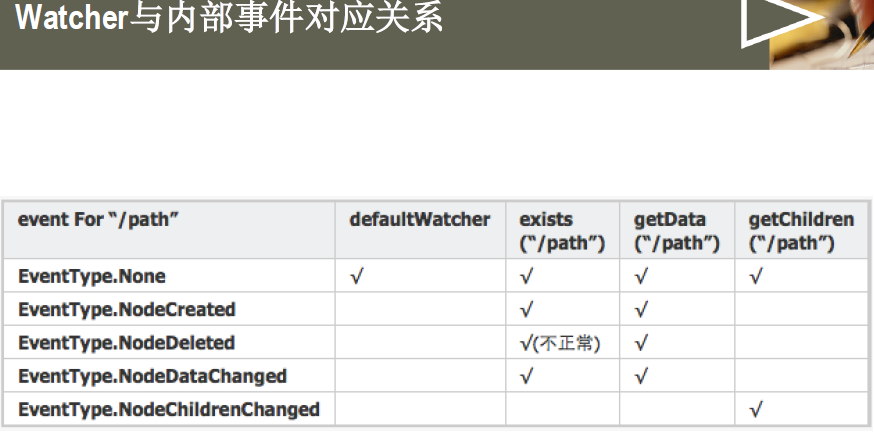 Watcher与内部事件对应关系
event For “/path” defaultWatcher exists (“/path”) getData (“/path”) getChildren (“/path”)
EventType.None √ √ √ √
EventType.NodeCreated √ √
EventType.NodeDeleted √(不正常) √
EventType.NodeDataChanged √ √
EventType.NodeChildrenChanged √